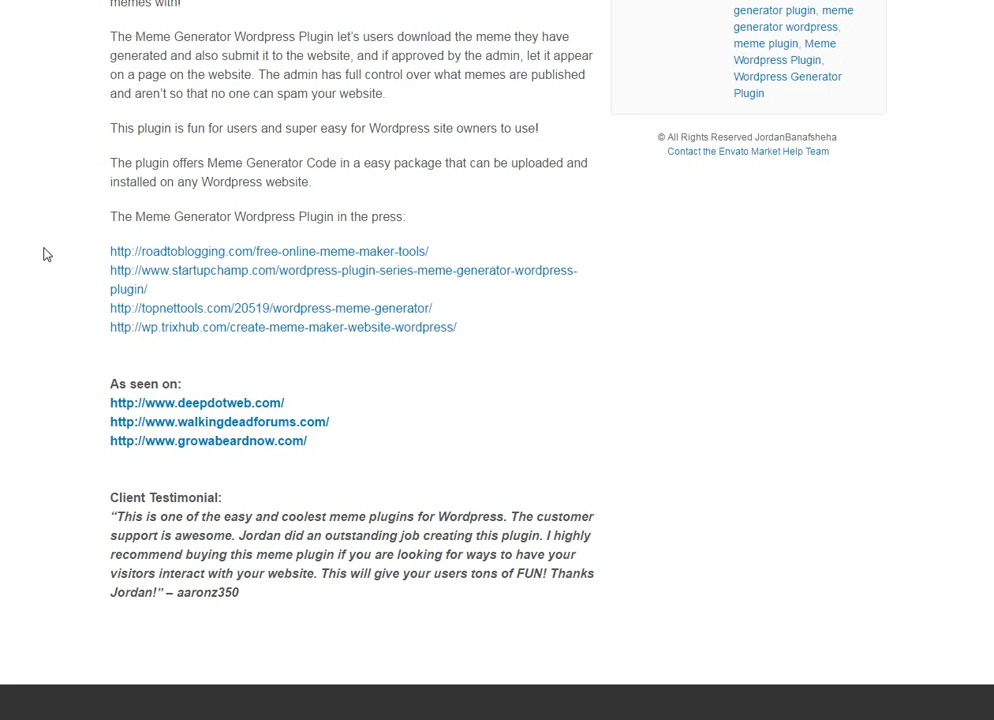 memes with!
The Meme Generator Wordpress Plugin let's users download the meme they have
generated and also submit it to the website, and if approved by the admin, let it appear
on a page on the website. The admin has full control over what memes are published
and aren't so that no one can spam your website.
This plugin is fun for users and super easy for Wordpress site owners to use!
The plugin offers Meme Generator Code in a easy package that can be uploaded and
installed on any Wordpress website.
The Meme Generator Wordpress Plugin in the press:
http://roadtoblogging.com/free-online-meme-maker-tools/
http://www.startupchamp.com/wordpress-plugin-series-meme-generator-wordpress-
plugin/
http://topnettools.com/20519/wordpress-meme-generator/
http://wp.trixhub.com/create-meme-maker-website-wordpress/
As seen on:
http://www.deepdotweb.com/
http://www.walkingdeadforums.com/
http://www.growabeardnow.com/
Client Testimonial:
“This is one of the easy and coolest meme plugins for Wordpress. The customer
support is awesome. Jordan did an outstanding job creating this plugin. I highly
recommend buying this meme plugin if you are looking for ways to have your
visitors interact with your website. This will give your users tons of FUN! Thanks
Jordan!” – aaronz350
generator plugin, meme
generator wordpress,
meme plugin, Meme
Wordpress Plugin,
Wordpress Generator
Plugin
© All Rights Reserved JordanBanafsheha
Contact the Envato Market Help Team